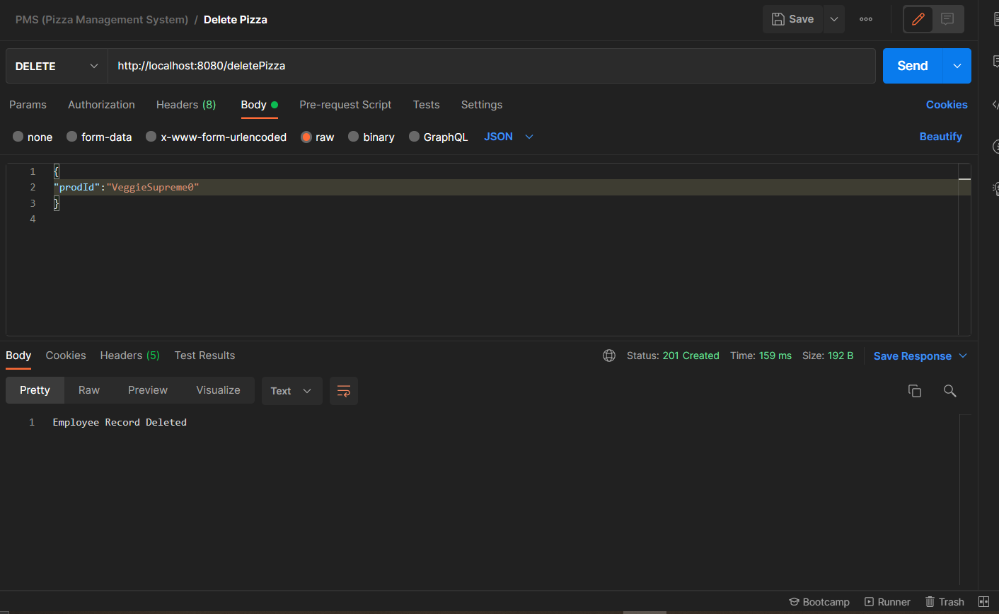 PMS (Pizza Management System) / Delete Pizza
Save
DELETE
http://localhost:8080/deletePizza
Send
Params Authorization Headers (8) Body Pre-request Script Tests Settings Cookies
none form-data x-www-form-urlencoded raw binary GraphQL JSON Beautify
1 {
2 "prodId":"VeggieSupreme0"
3 }
4
Body Cookies Headers (5) Test Results Status: 201 Created Time: 159 ms Size: 192 B Save Response
Pretty Raw Preview Visualize Text
1 Employee Record Deleted
Bootcamp Runner Trash